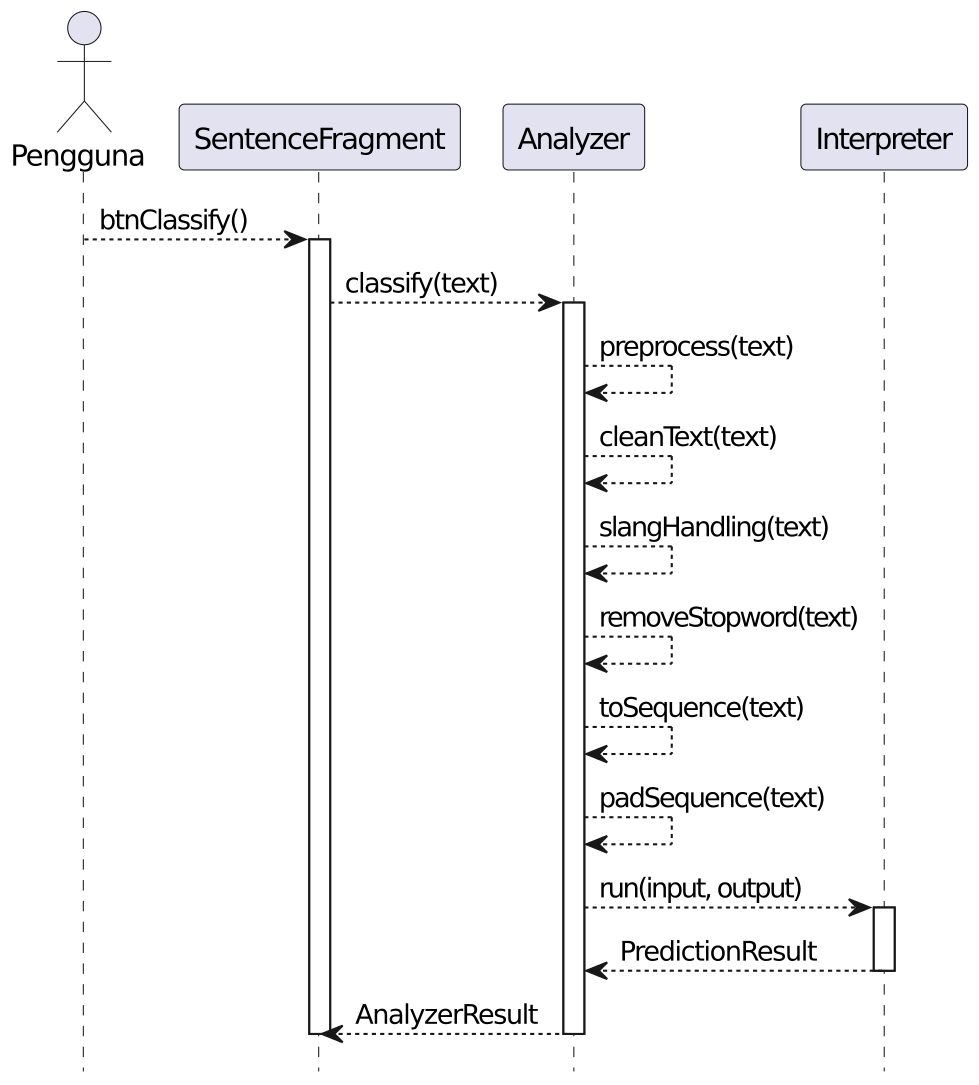 Pengguna
SentenceFragment
Analyzer
Interpreter
btnClassify()
classify(text)
preprocess(text)
cleanText(text)
slangHandling(text)
removeStopword(text)
toSequence(text)
padSequence(text)
run(input, output)
PredictionResult
AnalyzerResult